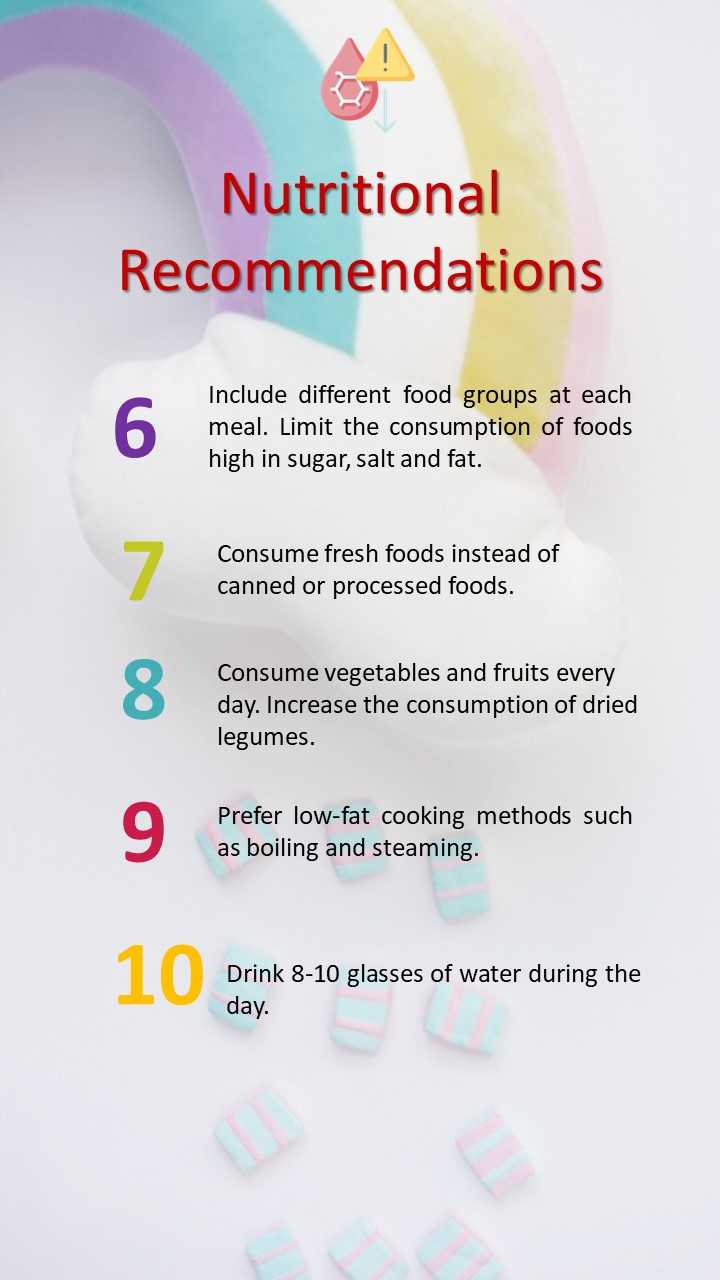 Nutritional
Recommendations
6
Include different food groups at each
meal. Limit the consumption of foods
high in sugar, salt and fat.
7
Consume fresh foods instead of
canned or processed foods.
8
Consume vegetables and fruits every
day. Increase the consumption of dried
legumes.
9
Prefer low-fat cooking methods such
as boiling and steaming.
10
Drink 8-10 glasses of water during the
day.